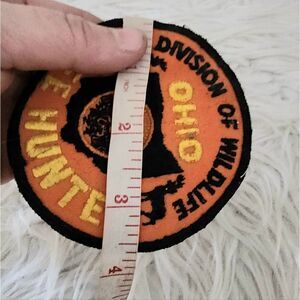 DIVISION OF WILDLIFE
OHIO
HUNTE
2
3
4